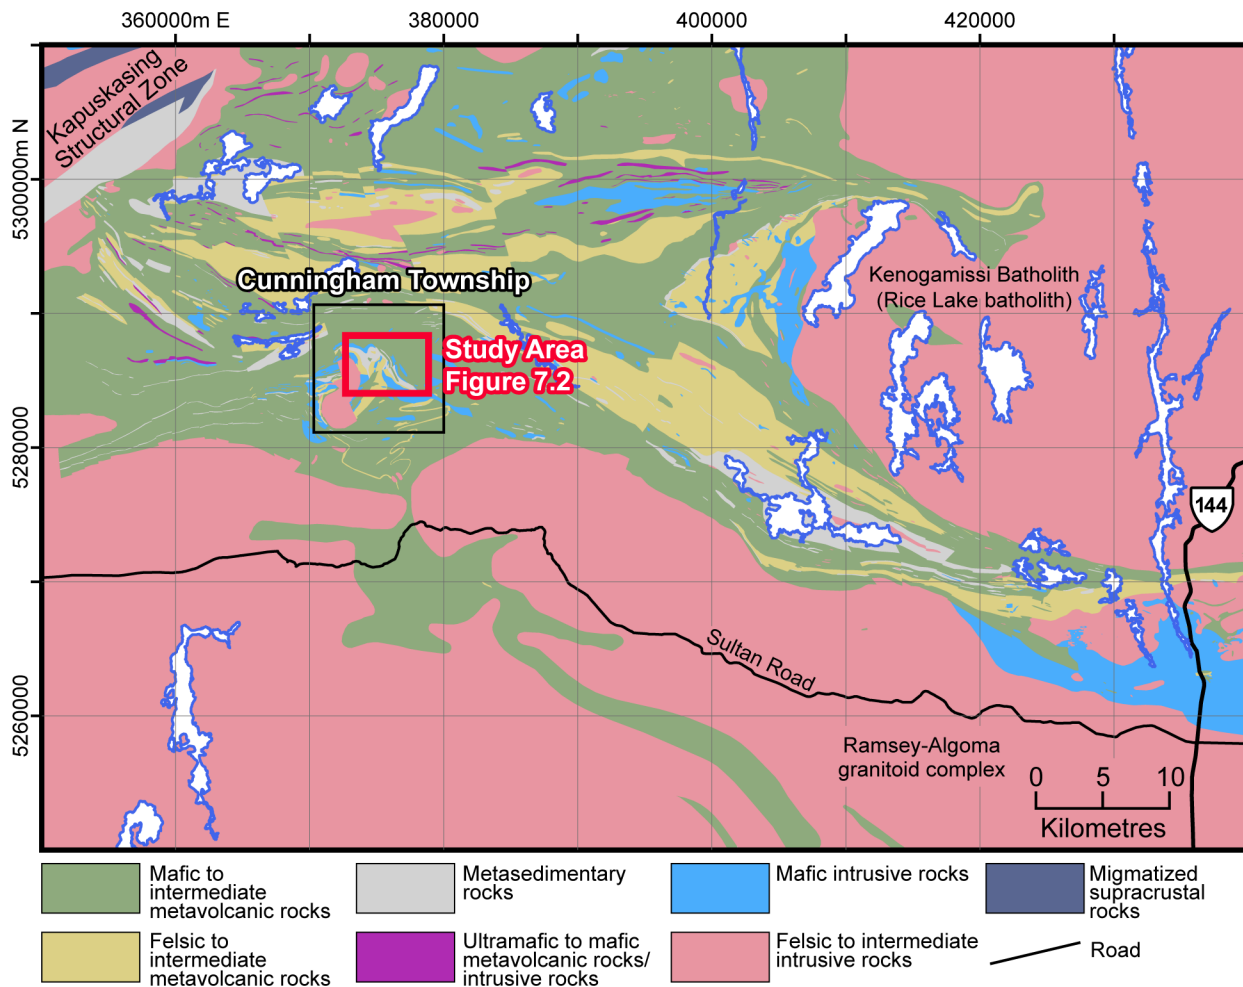 360000m E
380000
400000
420000
Kapuskasing
Structural Zone
5300000m N
5280000
5260000
Cunningham Township
Study Area
Figure 7.2
Kenogamissi Batholith
(Rice Lake batholith)
144
Sultan Road
Ramsey-Algoma
granitoid complex
0 5 10
Kilometres
Mafic to
intermediate
metavolcanic rocks
Metasedimentary
rocks
Mafic intrusive rocks
Migmatized
supracrustal
rocks
Felsic to
intermediate
metavolcanic rocks
Ultramafic to mafic
metavolcanic rocks/
intrusive rocks
Felsic to intermediate
intrusive rocks
Road